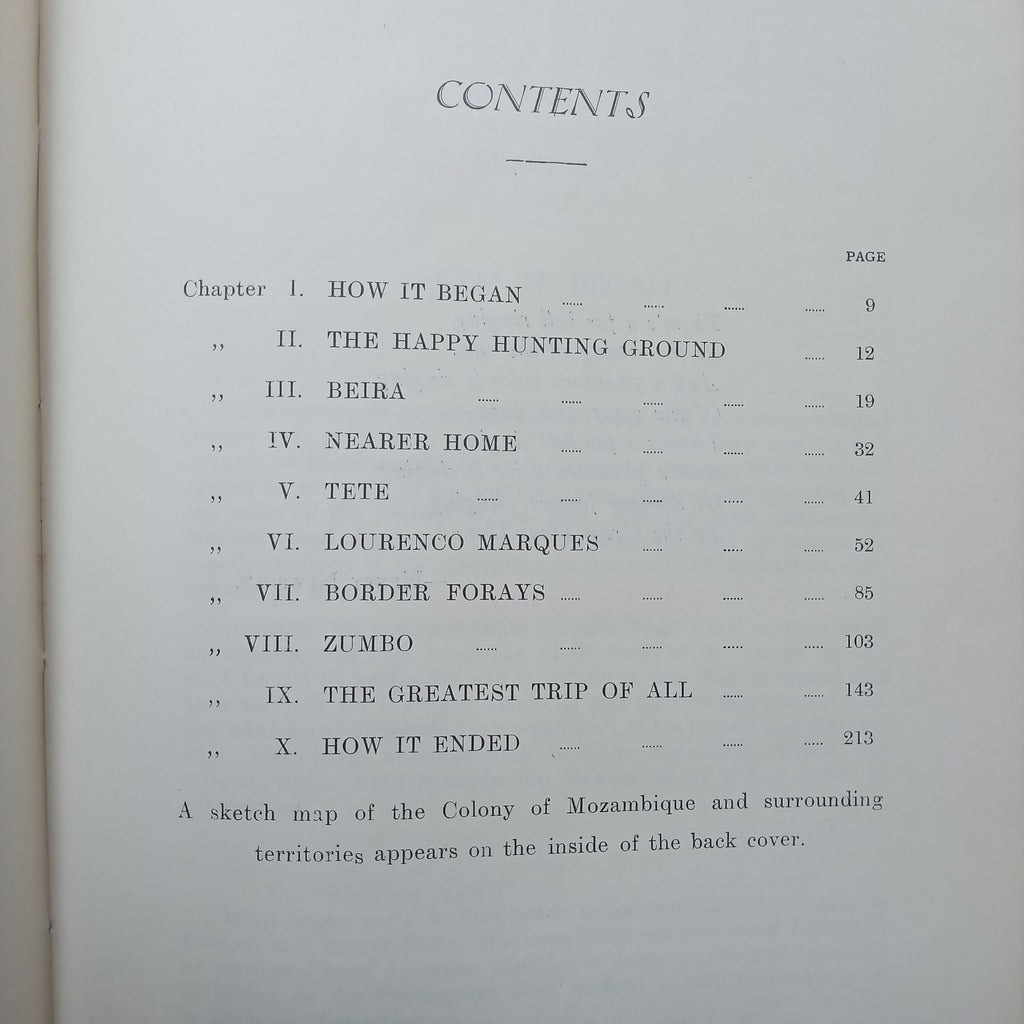 CONTENTS
PAGE
Chapter I. HOW IT BEGAN ...... ...... ...... ...... 9
,, II. THE HAPPY HUNTING GROUND ...... 12
,, III. BEIRA ...... ...... ...... ...... ...... 19
,, IV. NEARER HOME ...... ...... ...... ...... 32
,, V. TETE ...... ...... ...... ..... ...... 41
,, VI. LOURENCO MARQUES ...... ..... ...... 52
,, VII. BORDER FORAYS ...... ...... ...... ...... 85
,, VIII. ZUMBO ...... ...... ...... ..... ..... 103
,, IX. THE GREATEST TRIP OF ALL ...... ...... 143
,, X. HOW IT ENDED ...... ...... ...... ..... 213
A sketch map of the Colony of Mozambique and surrounding
territories appears on the inside of the back cover.